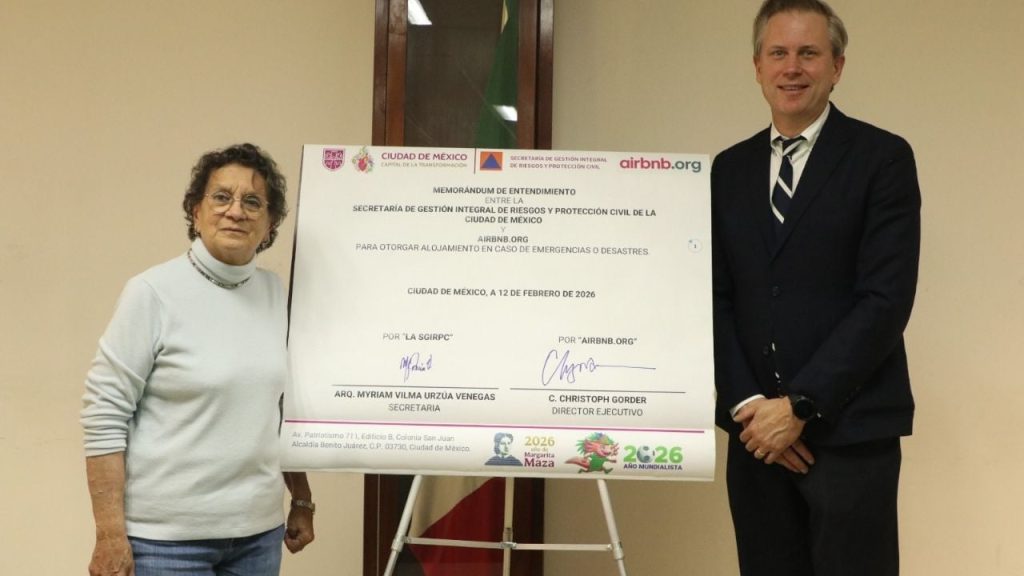 CIUDAD DE MÉXICO
CAPITAL DE LA TRANSFORMACIÓN
SECRETARÍA DE GESTIÓN INTEGRAL
DE RIESGOS Y PROTECCIÓN CIVIL
airbnb.org
MEMORÁNDUM DE ENTENDIMIENTO
ENTRE LA
SECRETARÍA DE GESTIÓN INTEGRAL DE RIESGOS Y PROTECCIÓN CIVIL DE LA
CIUDAD DE MÉXICO
Y
AIRBNB.ORG
PARA OTORGAR ALOJAMIENTO EN CASO DE EMERGENCIAS O DESASTRES.
1
CIUDAD DE MÉXICO, A 12 DE FEBRERO DE 2026
POR "LA SGIRPC"
POR "AIRBNB.ORG"
ARQ. MYRIAM VILMA URZÚA VENEGAS
SECRETARIA
C. CHRISTOPH GORDER
DIRECTOR EJECUTIVO
Av. Patriotismo 711, Edificio B, Colonia San Juan
Alcaldía Benito Juárez, C.P. 03730, Ciudad de México.
2026
año de
Margarita
Maza
2026
AÑO MUNDIALISTA